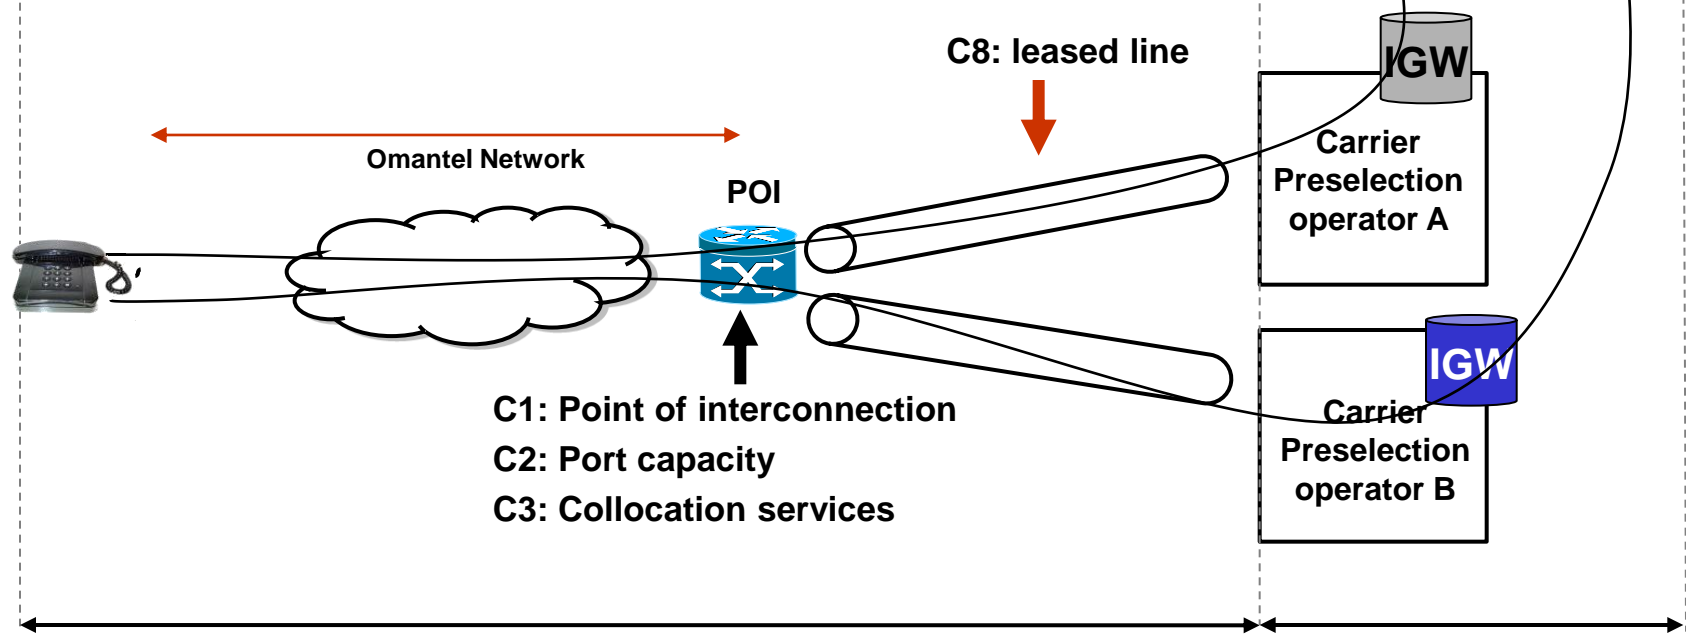 C8: leased line
IGW
Omantel Network
POI
Carrier
Preselection
operator A
IGW
C1: Point of interconnection
C2: Port capacity
C3: Collocation services
Carrier
Preselection
operator B